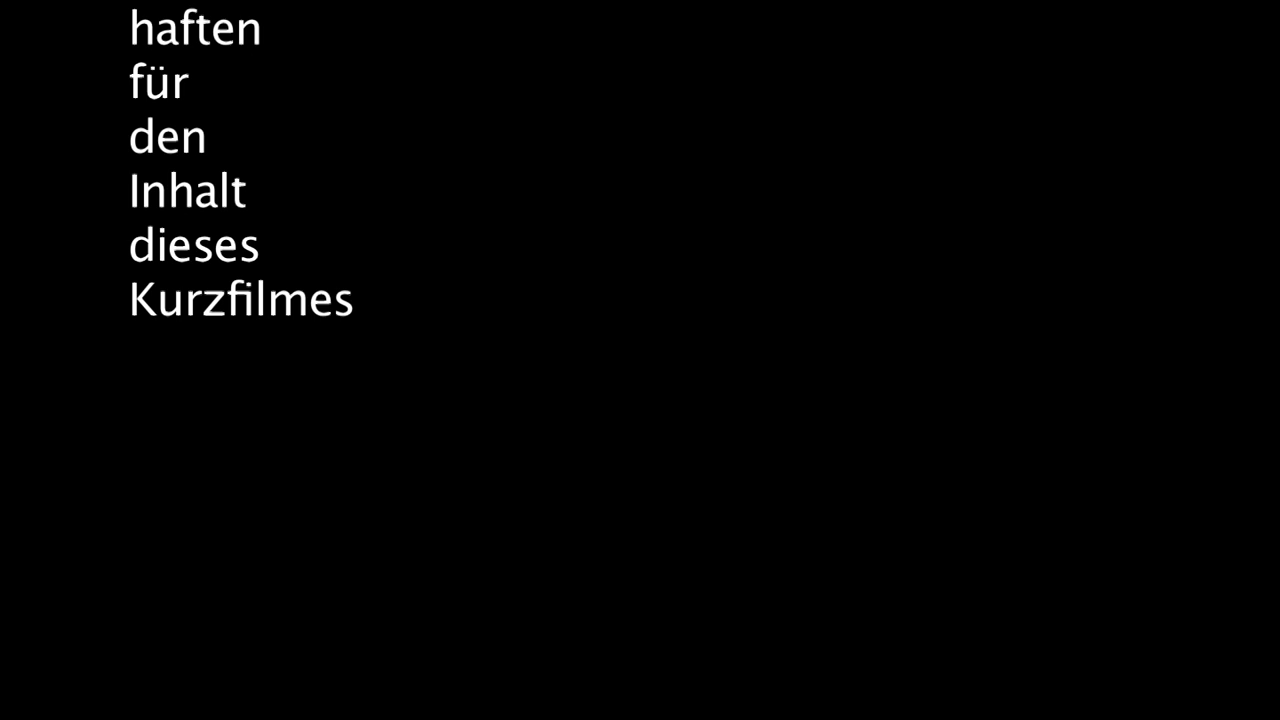 haften
für
den
Inhalt
dieses
Kurzfilmes